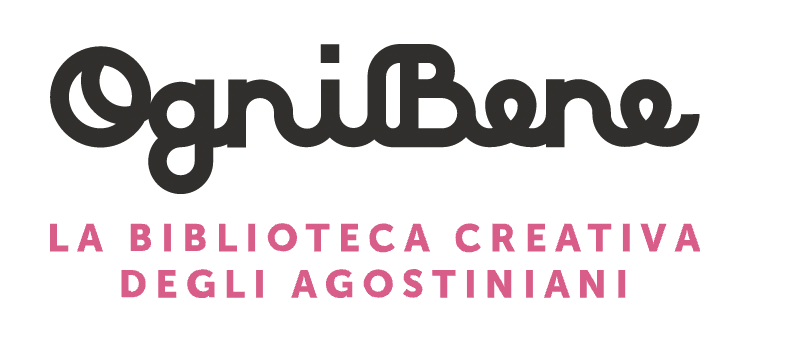 OgniBene
LA BIBLIOTECA CREATIVA
DEGLI AGOSTINIANI